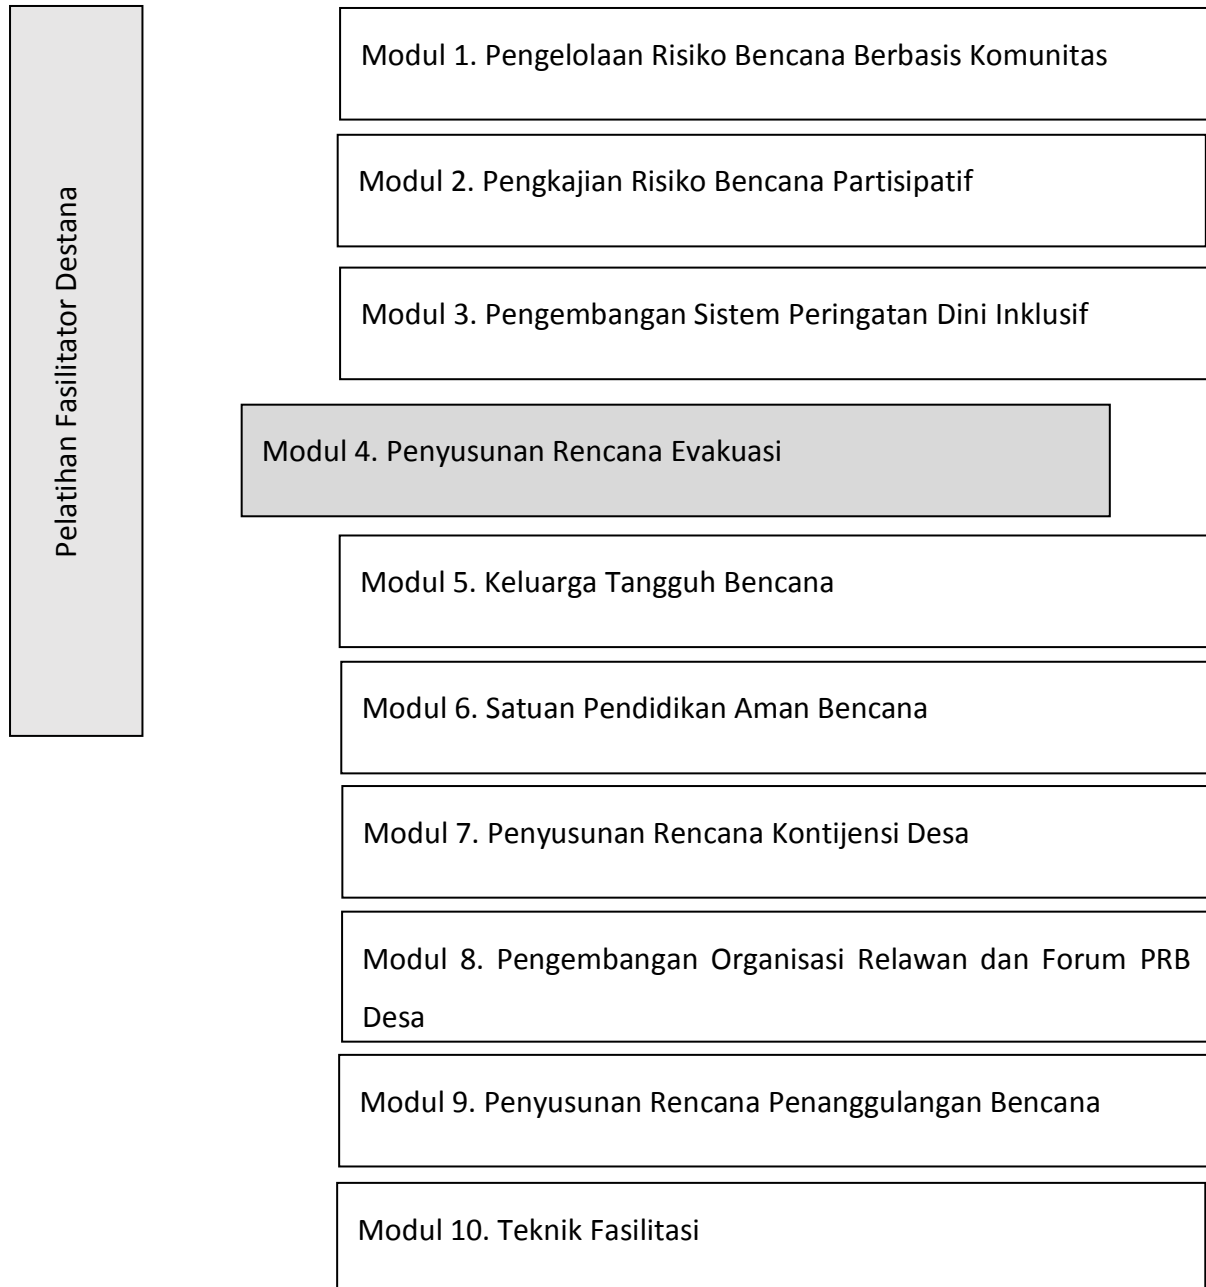 Pelatihan Fasilitator Destana
Modul 1. Pengelolaan Risiko Bencana Berbasis Komunitas
Modul 2. Pengkajian Risiko Bencana Partisipatif
Modul 3. Pengembangan Sistem Peringatan Dini Inklusif
Modul 4. Penyusunan Rencana Evakuasi
Modul 5. Keluarga Tangguh Bencana
Modul 6. Satuan Pendidikan Aman Bencana
Modul 7. Penyusunan Rencana Kontijensi Desa
Modul 8. Pengembangan Organisasi Relawan dan Forum PRB
Desa
Modul 9. Penyusunan Rencana Penanggulangan Bencana
Modul 10. Teknik Fasilitasi